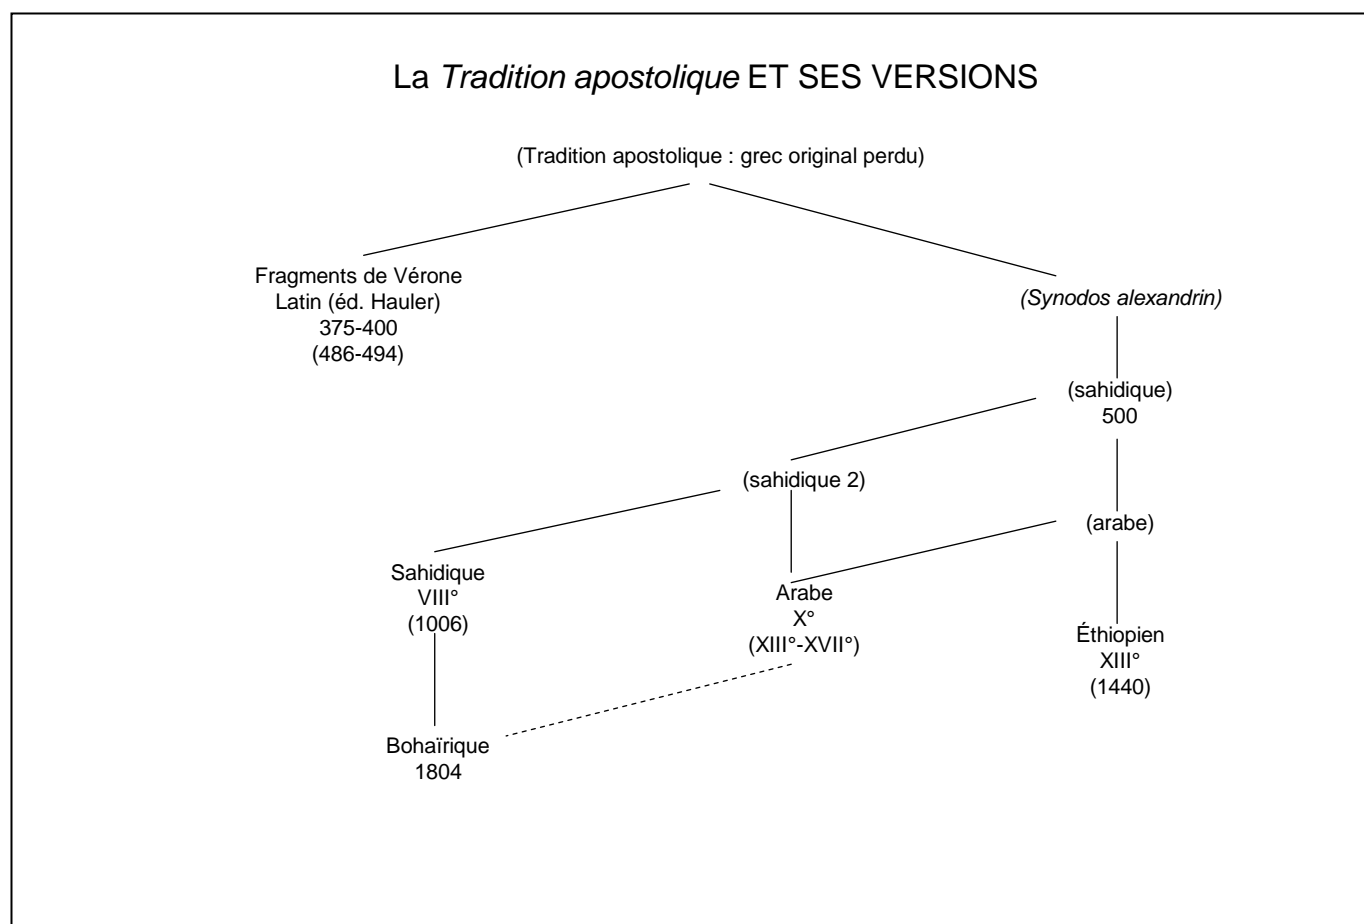 La Tradition apostolique ET SES VERSIONS
(Tradition apostolique : grec original perdu)
Fragments de Vérone
Latin (éd. Hauler)
375-400
(486-494)
(Synodos alexandrin)
(sahidique)
500
(sahidique 2)
(arabe)
Sahidique
VIII°
(1006)
Arabe
X°
(XIII°-XVII°)
Éthiopien
XIII°
(1440)
Bohaïrique
1804